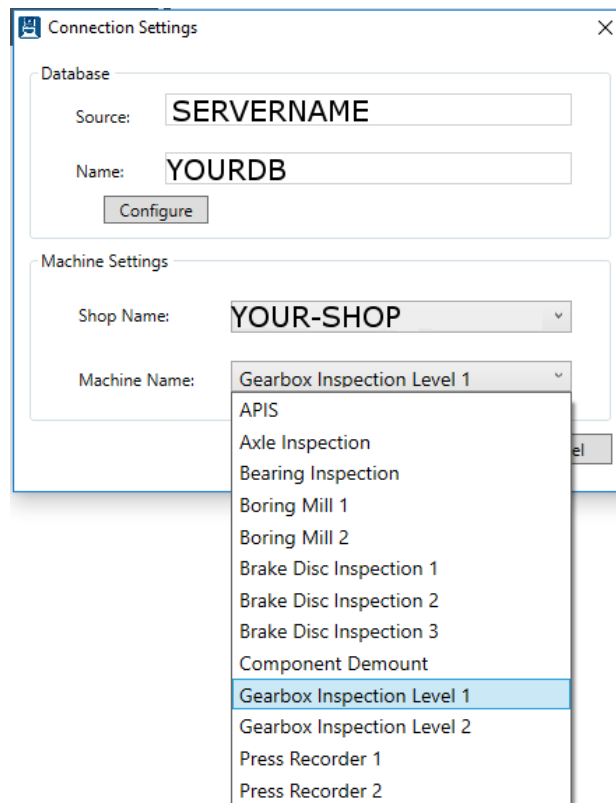 Connection Settings
Database
Source: SERVERNAME
Name: YOURDB
Configure
Machine Settings
Shop Name: YOUR-SHOP
Machine Name: Gearbox Inspection Level 1
el
APIS
Axle Inspection
Bearing Inspection
Boring Mill 1
Boring Mill 2
Brake Disc Inspection 1
Brake Disc Inspection 2
Brake Disc Inspection 3
Component Demount
Gearbox Inspection Level 1
Gearbox Inspection Level 2
Press Recorder 1
Press Recorder 2